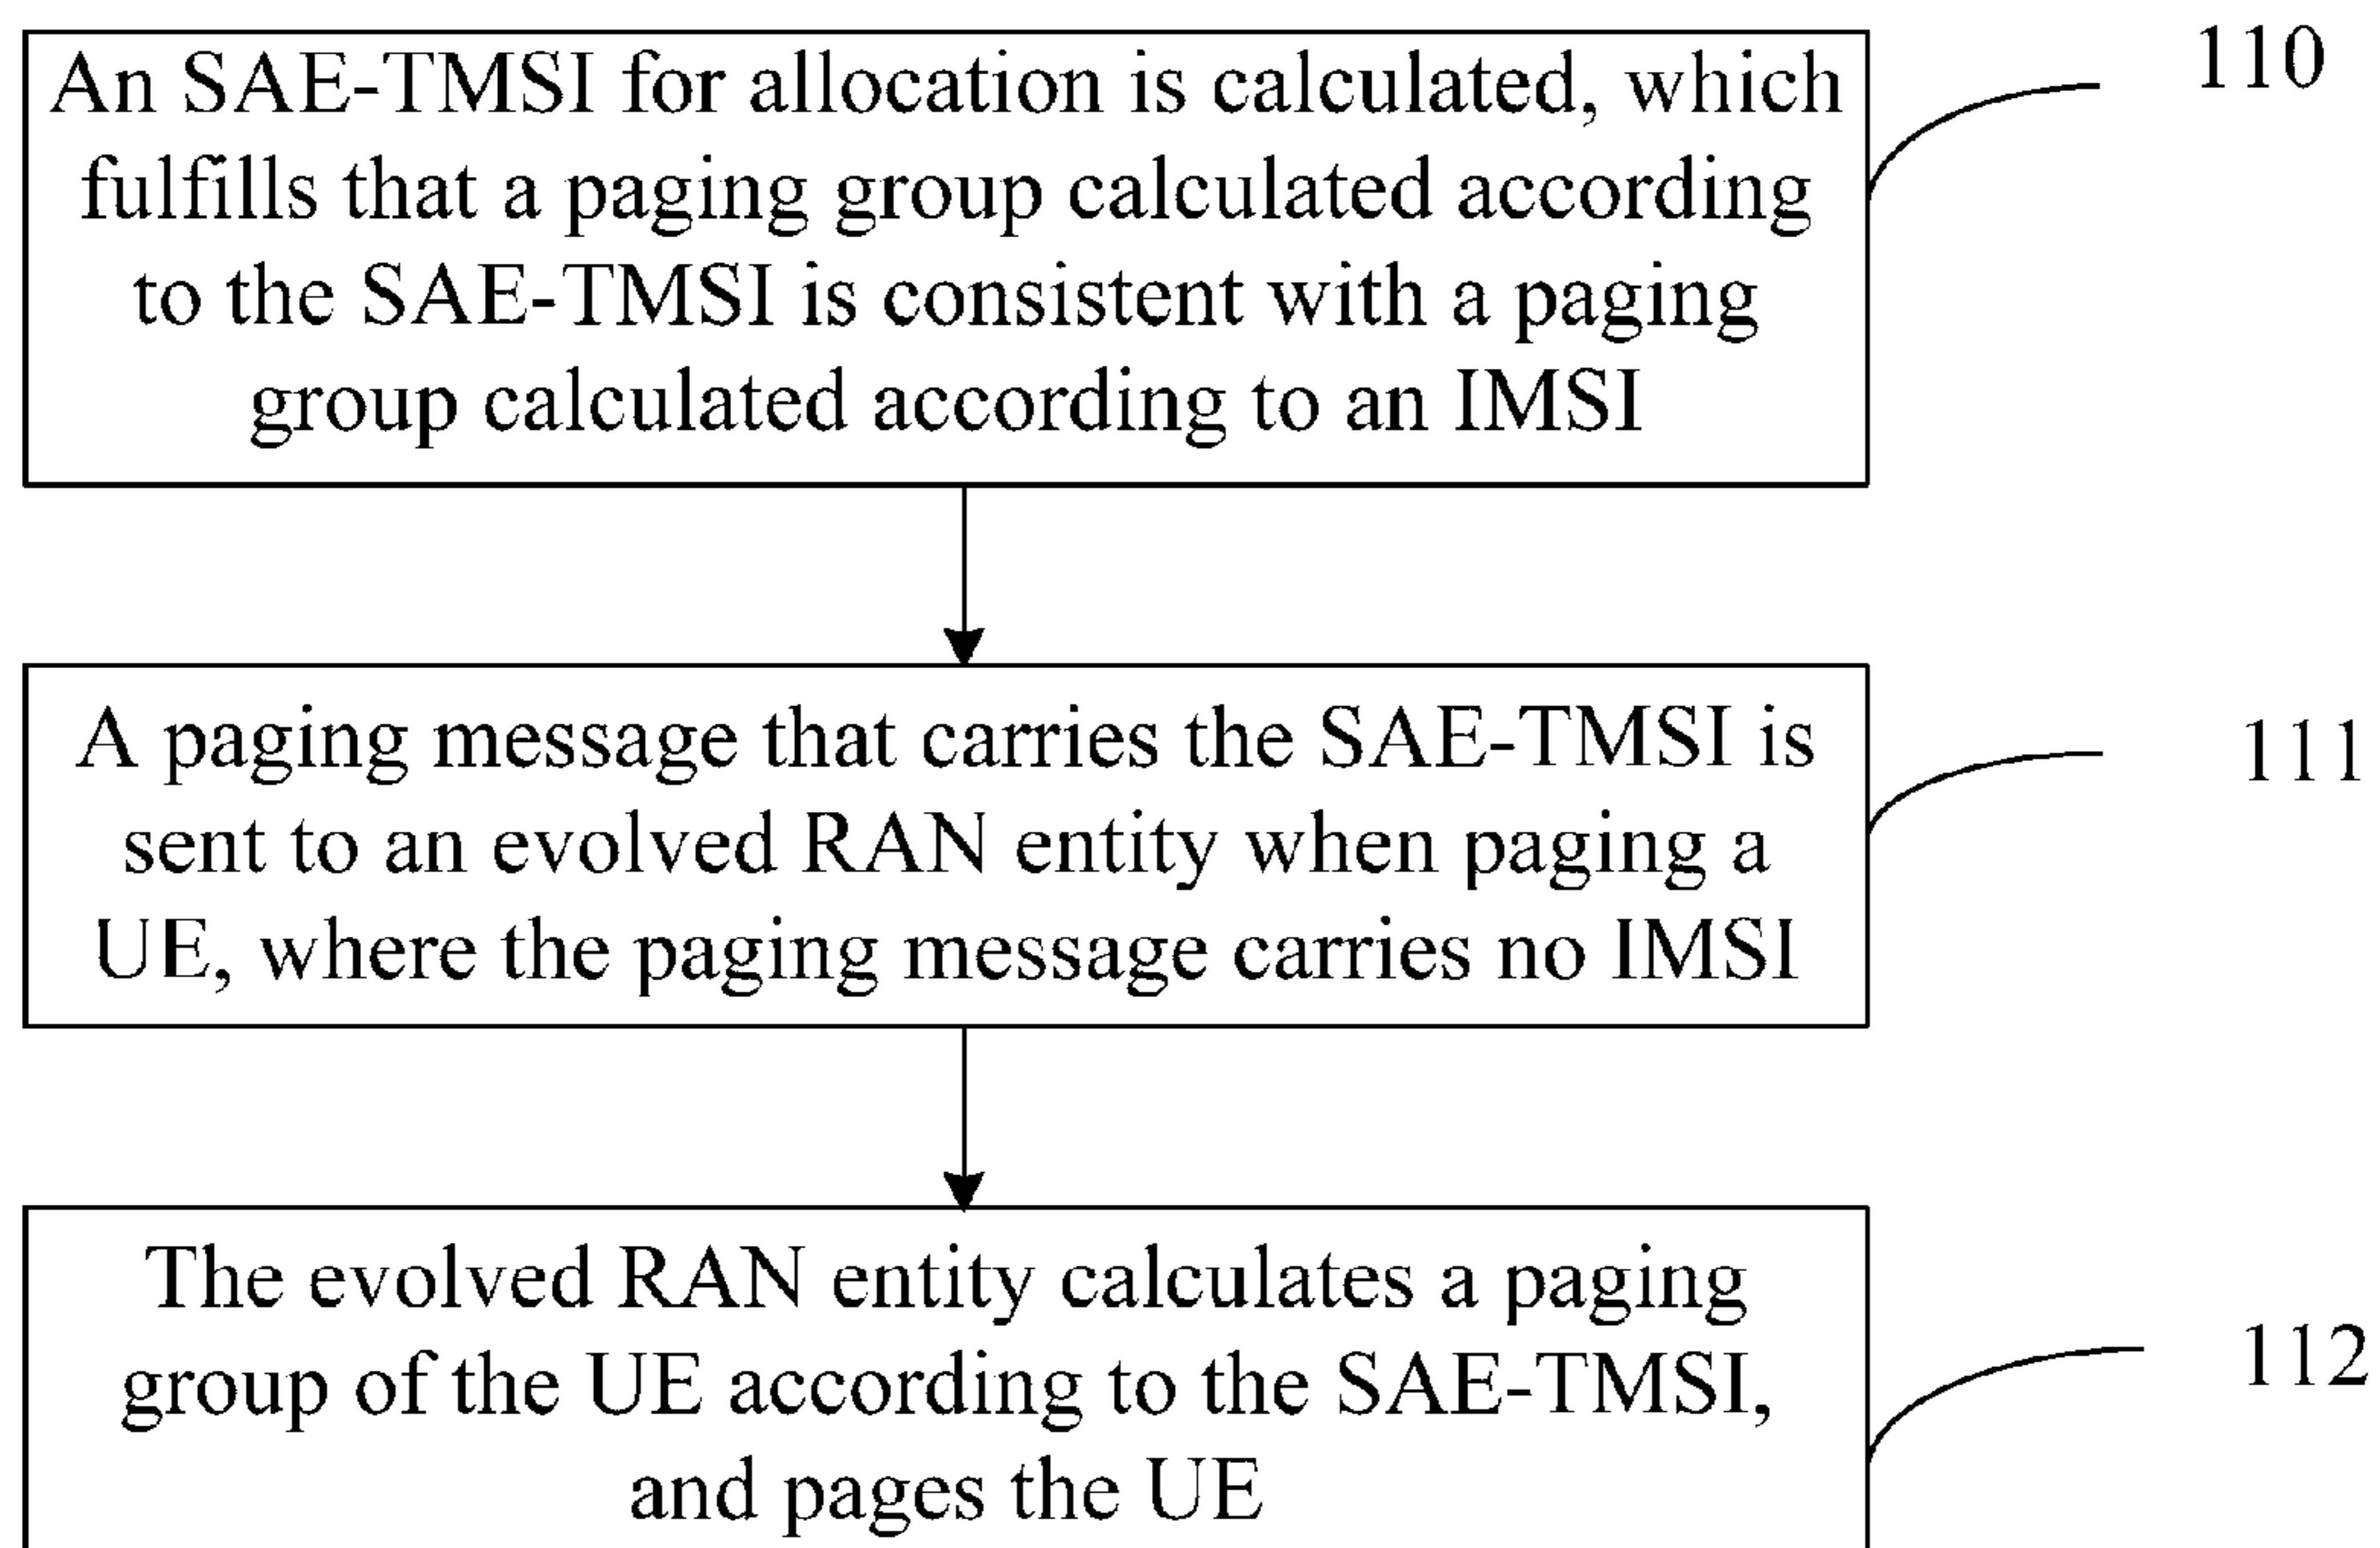 An SAE-TMSI for allocation is calculated, which
fulfills that a paging group calculated according
to the SAE-TMSI is consistent with a paging
group calculated according to an IMSI
110
A paging message that carries the SAE-TMSI is
sent to an evolved RAN entity when paging a
UE, where the paging message carries no IMSI
111
The evolved RAN entity calculates a paging
group of the UE according to the SAE-TMSI,
and pages the UE
112